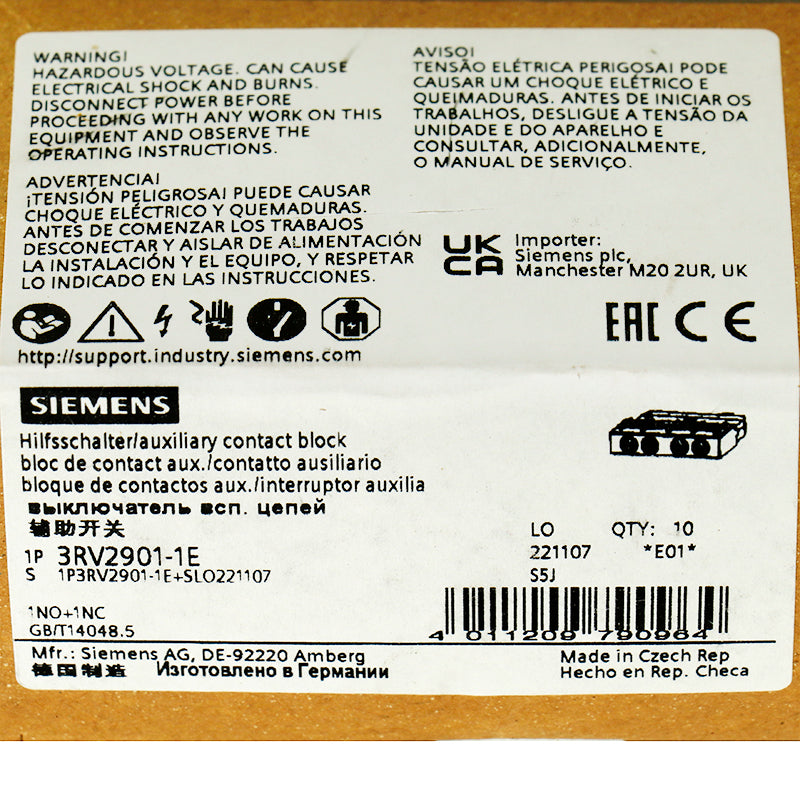 WARNING!
HAZARDOUS VOLTAGE. CAN CAUSE
ELECTRICAL SHOCK AND BURNS.
DISCONNECT POWER BEFORE
PROCEEDING WITH ANY WORK ON THIS
EQUIPMENT AND OBSERVE THE
OPERATING INSTRUCTIONS.
ADVERTENCIA!
¡TENSIÓN PELIGROSA! PUEDE CAUSAR
CHOQUE ELÉCTRICO Y QUEMADURAS.
ANTES DE COMENZAR LOS TRABAJOS
DESCONECTAR Y AISLAR DE ALIMENTACIÓN
LA INSTALACIÓN Y EL EQUIPO, Y RESPETAR
LO INDICADO EN LAS INSTRUCCIONES.
AVISO!
TENSÃO ELÉTRICA PERIGOSA! PODE
CAUSAR UM CHOQUE ELÉTRICO E
QUEIMADURAS. ANTES DE INICIAR OS
TRABALHOS, DESLIGUE A TENSÃO DA
UNIDADE E DO APARELHO E
CONSULTAR, ADICIONALMENTE,
O MANUAL DE SERVIÇO.
UK
CA
Importer:
Siemens plc,
Manchester M20 2UR, UK
EAC CE
http://support.industry.siemens.com
SIEMENS
Hilfsschalter/auxiliary contact block
bloc de contact aux./contatto ausiliario
bloque de contactos aux./interruptor auxilia
выключатель всп. цепей
辅助开关
1P 3RV2901-1E
S 1P3RV2901-1E+SLO221107
LO QTY: 10
221107 *E01*
S5J
1NO+1NC
GB/T14048.5
4 011209 790964
Mfr.: Siemens AG, DE-92220 Amberg
德国制造 Изготовлено в Германии
Made in Czech Rep
Hecho en Rep. Checa